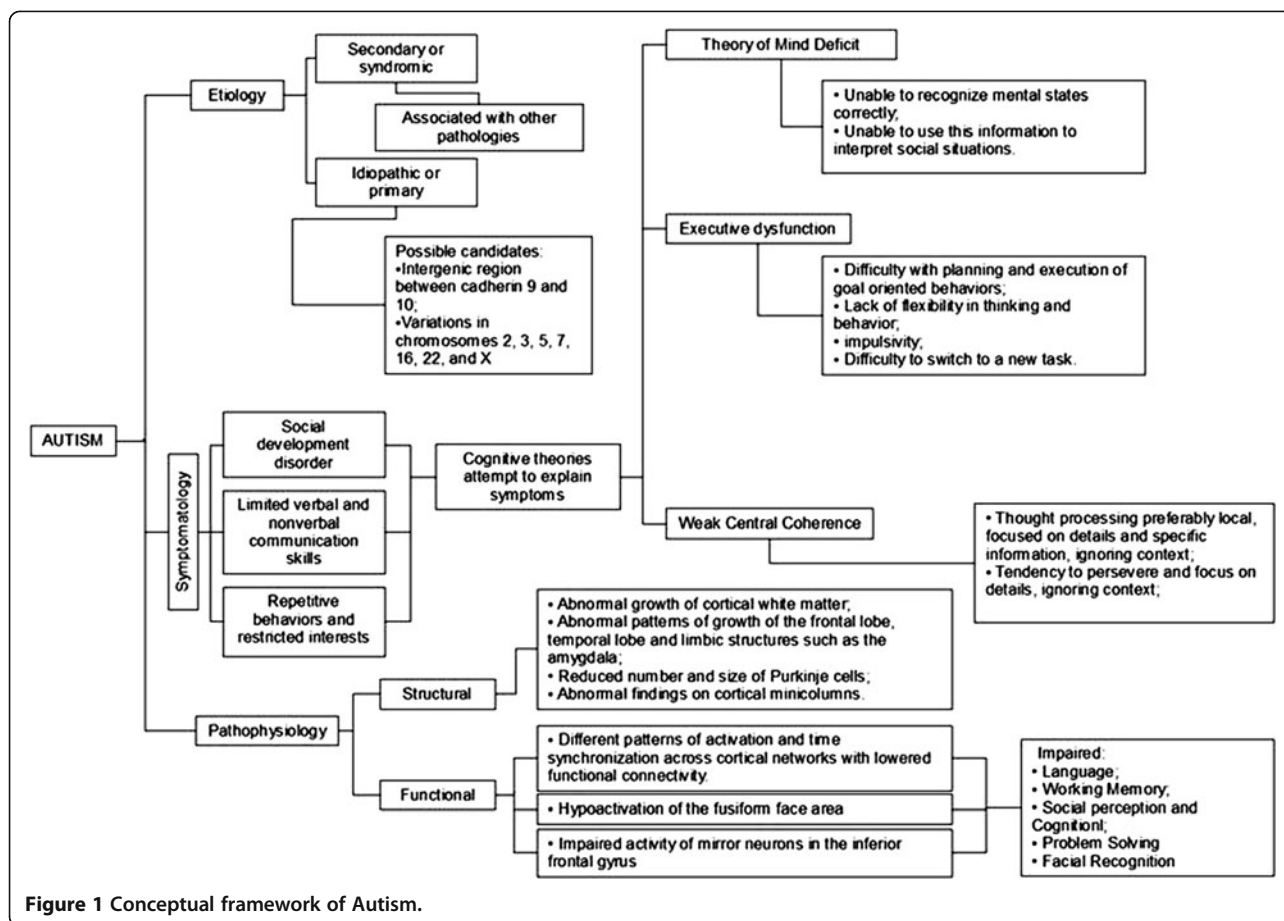 Etiology
Secondary or
syndromic
Associated with other
pathologies
Idiopathic or
primary
Possible candidates:
•Intergenic region
between cadherin 9 and
10;
•Variations in
chromosomes 2, 3, 5, 7,
16, 22, and X
AUTISM
Symptomatology
Social
development
disorder
Limited verbal and
nonverbal
communication
skills
Repetitive
behaviors and
restricted interests
Cognitive theories
attempt to explain
symptoms
Theory of Mind Deficit
• Unable to recognize mental states
correctly;
• Unable to use this information to
interpret social situations.
Executive dysfunction
• Difficulty with planning and execution of
goal oriented behaviors;
• Lack of flexibility in thinking and
behavior;
• impulsivity;
• Difficulty to switch to a new task.
Weak Central Coherence
• Thought processing preferably local,
focused on details and specific
information, ignoring context;
• Tendency to persevere and focus on
details, ignoring context;
Pathophysiology
Structural
• Abnormal growth of cortical white matter;
• Abnormal patterns of growth of the frontal lobe,
temporal lobe and limbic structures such as the
amygdala;
• Reduced number and size of Purkinje cells;
• Abnormal findings on cortical minicolumns.
Functional
• Different patterns of activation and time
synchronization across cortical networks with lowered
functional connectivity.
• Hypoactivation of the fusiform face area
• Impaired activity of mirror neurons in the inferior
frontal gyrus
Impaired:
• Language;
• Working Memory;
• Social perception and
Cognitionl;
• Problem Solving
• Facial Recognition
Figure 1 Conceptual framework of Autism.